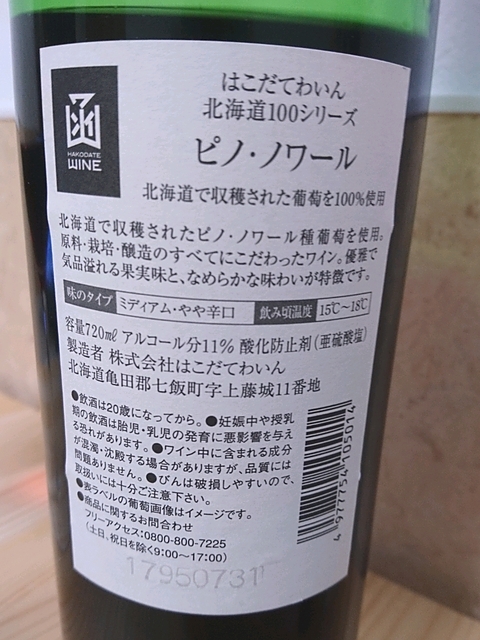 函
HAKODATE
WINE
はこだてわいん
北海道100シリーズ
ピノ・ノワール
北海道で収穫された葡萄を100%使用
北海道で収穫されたピノ・ノワール種葡萄を使用。
原料・栽培・醸造のすべてにこだわったワイン。優雅で
気品溢れる果実味と、なめらかな味わいが特徴です。
味のタイプ ミディアム・やや辛口 飲み頃温度 15℃~18℃
容量720ml アルコール分11% 酸化防止剤(亜硫酸塩)
製造者 株式会社はこだてわいん
北海道亀田郡七飯町字上藤城11番地
●飲酒は20歳になってから。●妊娠中や授乳
期の飲酒は胎児・乳児の発育に悪影響を与え
る恐れがあります。●ワイン中に含まれる成分
が混濁・沈殿する場合がありますが、品質には
問題ありません。●びんは破損しやすいので、
取扱いには十分ご注意下さい。
●表ラベルの葡萄画像はイメージです。
●商品に関するお問合わせ
フリーアクセス:0800-800-7225
(土日、祝日を除く9:00~17:00)
4 977754 105014
17950731